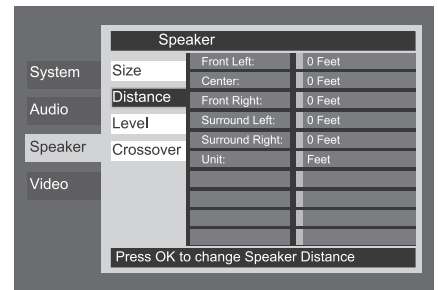 Speaker
System
Audio
Speaker
Video
Size
Distance
Level
Crossover
Front Left: 0 Feet
Center: 0 Feet
Front Right: 0 Feet
Surround Left: 0 Feet
Surround Right: 0 Feet
Unit: Feet
Press OK to change Speaker Distance